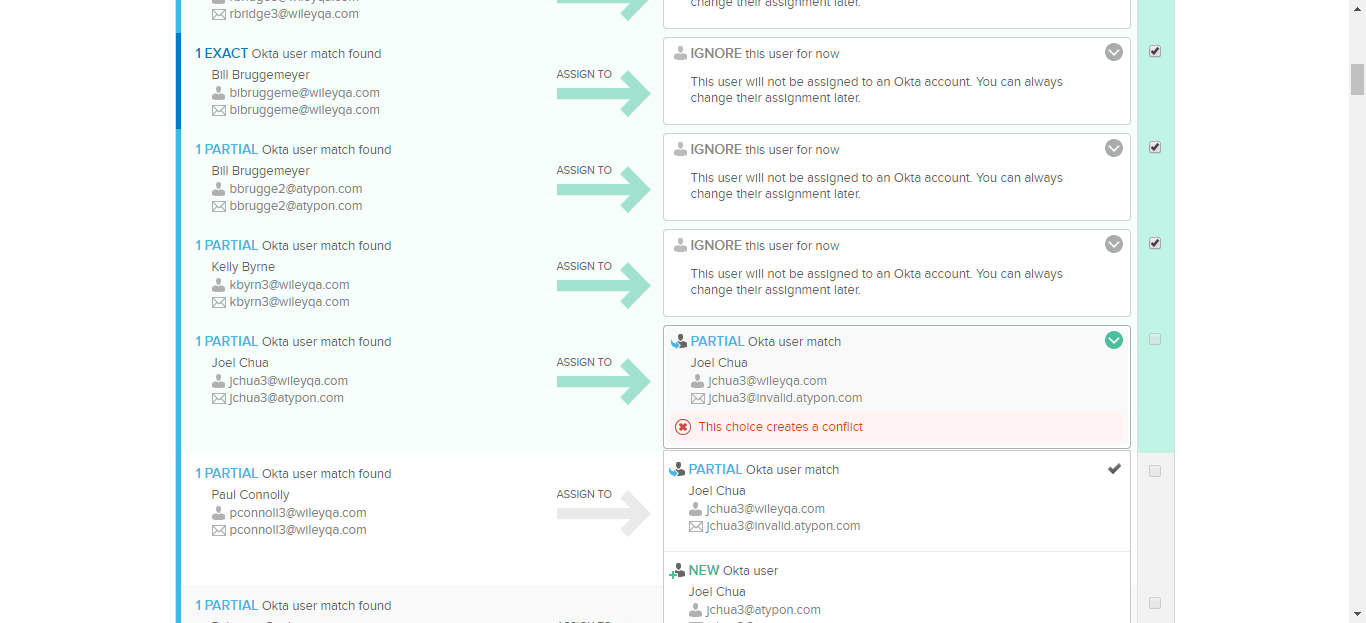 rbridge3@wileyqa.com
change their assignment later.
1 EXACT Okta user match found
Bill Bruggemeyer
bibruggeme@wileyqa.com
bibruggeme@wileyqa.com
ASSIGN TO
IGNORE this user for now
This user will not be assigned to an Okta account. You can always
change their assignment later.
1 PARTIAL Okta user match found
Bill Bruggemeyer
bbrugge2@atypon.com
bbrugge2@atypon.com
ASSIGN TO
IGNORE this user for now
This user will not be assigned to an Okta account. You can always
change their assignment later.
1 PARTIAL Okta user match found
Kelly Byrne
kbyrn3@wileyqa.com
kbyrn3@wileyqa.com
ASSIGN TO
IGNORE this user for now
This user will not be assigned to an Okta account. You can always
change their assignment later.
1 PARTIAL Okta user match found
Joel Chua
jchua3@wileyqa.com
jchua3@atypon.com
ASSIGN TO
PARTIAL Okta user match
Joel Chua
jchua3@wileyqa.com
jchua3@invalid.atypon.com
This choice creates a conflict
1 PARTIAL Okta user match found
Paul Connolly
pconnoll3@wileyqa.com
pconnoll3@wileyqa.com
ASSIGN TO
PARTIAL Okta user match
Joel Chua
jchua3@wileyqa.com
jchua3@invalid.atypon.com
NEW Okta user
Joel Chua
jchua3@atypon.com
1 PARTIAL Okta user match found